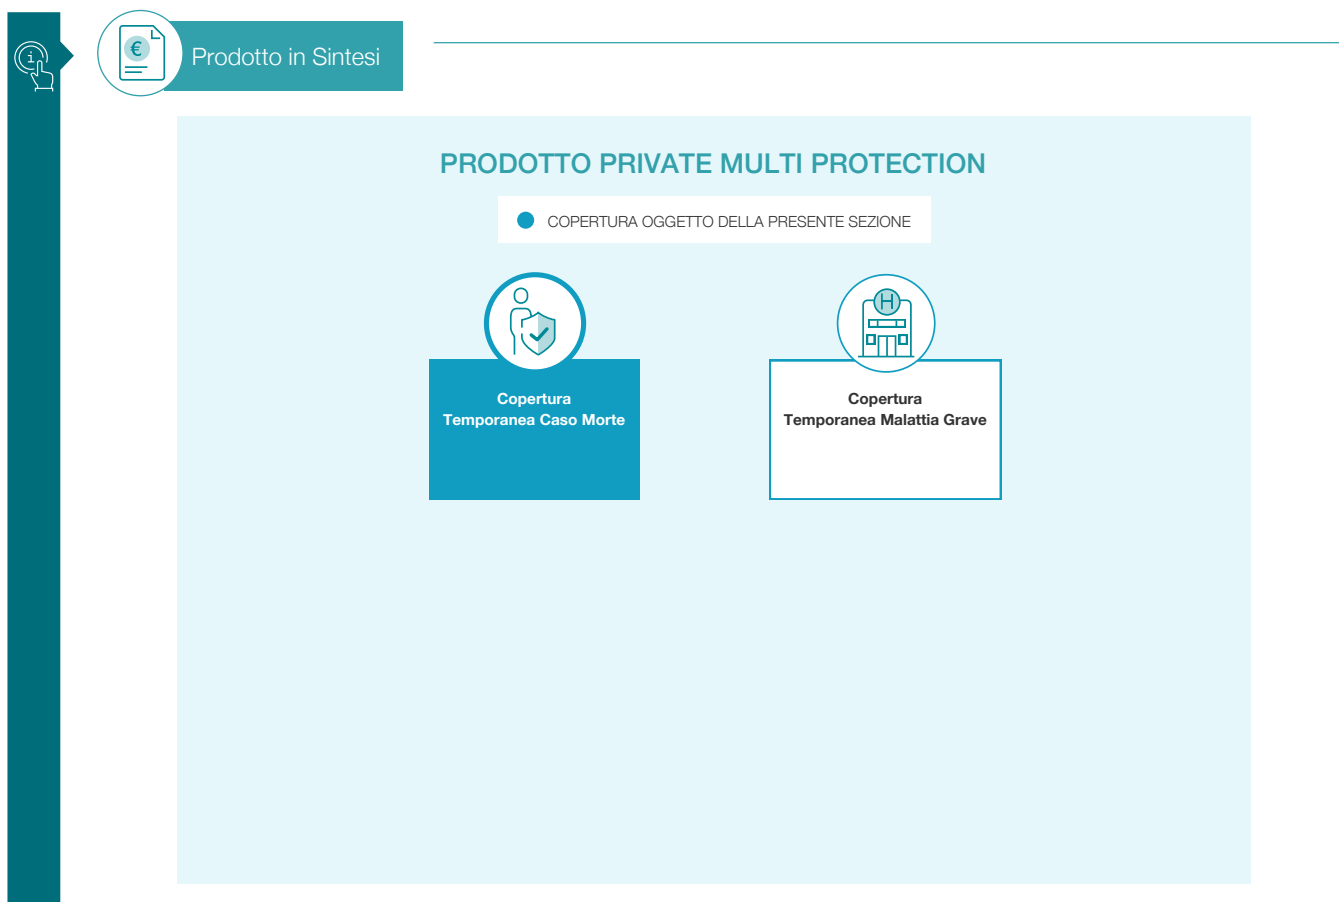 i
€
Prodotto in Sintesi
PRODOTTO PRIVATE MULTI PROTECTION
COPERTURA OGGETTO DELLA PRESENTE SEZIONE
H
Copertura
Temporanea Caso Morte
Copertura
Temporanea Malattia Grave